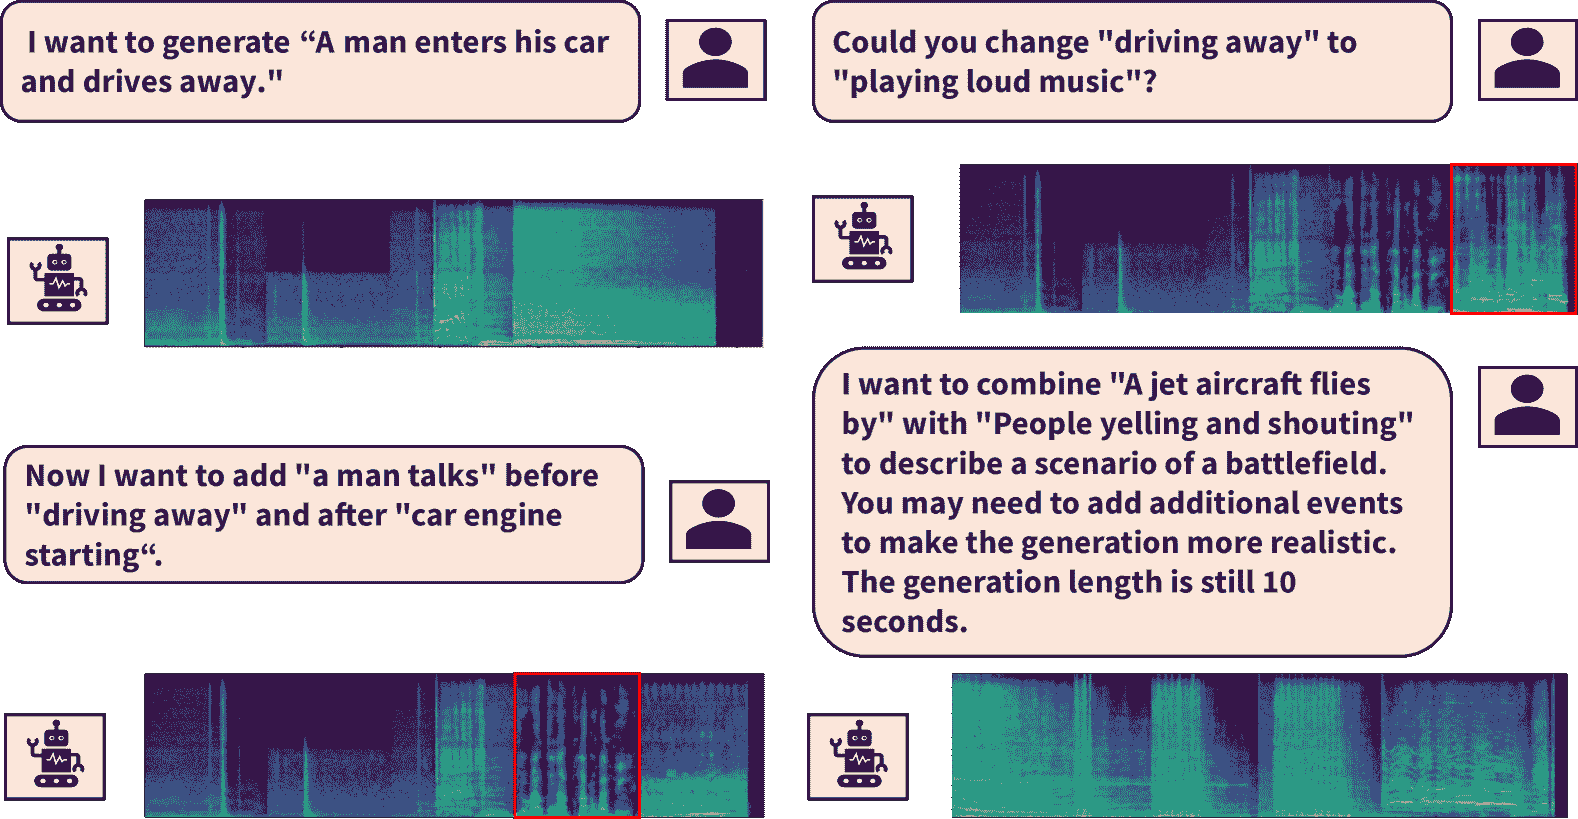 I want to generate “A man enters his car
and drives away."
Now I want to add "a man talks" before
"driving away" and after "car engine
starting“.
Could you change "driving away" to
"playing loud music"?
I want to combine "A jet aircraft flies
by" with "People yelling and shouting"
to describe a scenario of a battlefield.
You may need to add additional events
to make the generation more realistic.
The generation length is still 10
seconds.